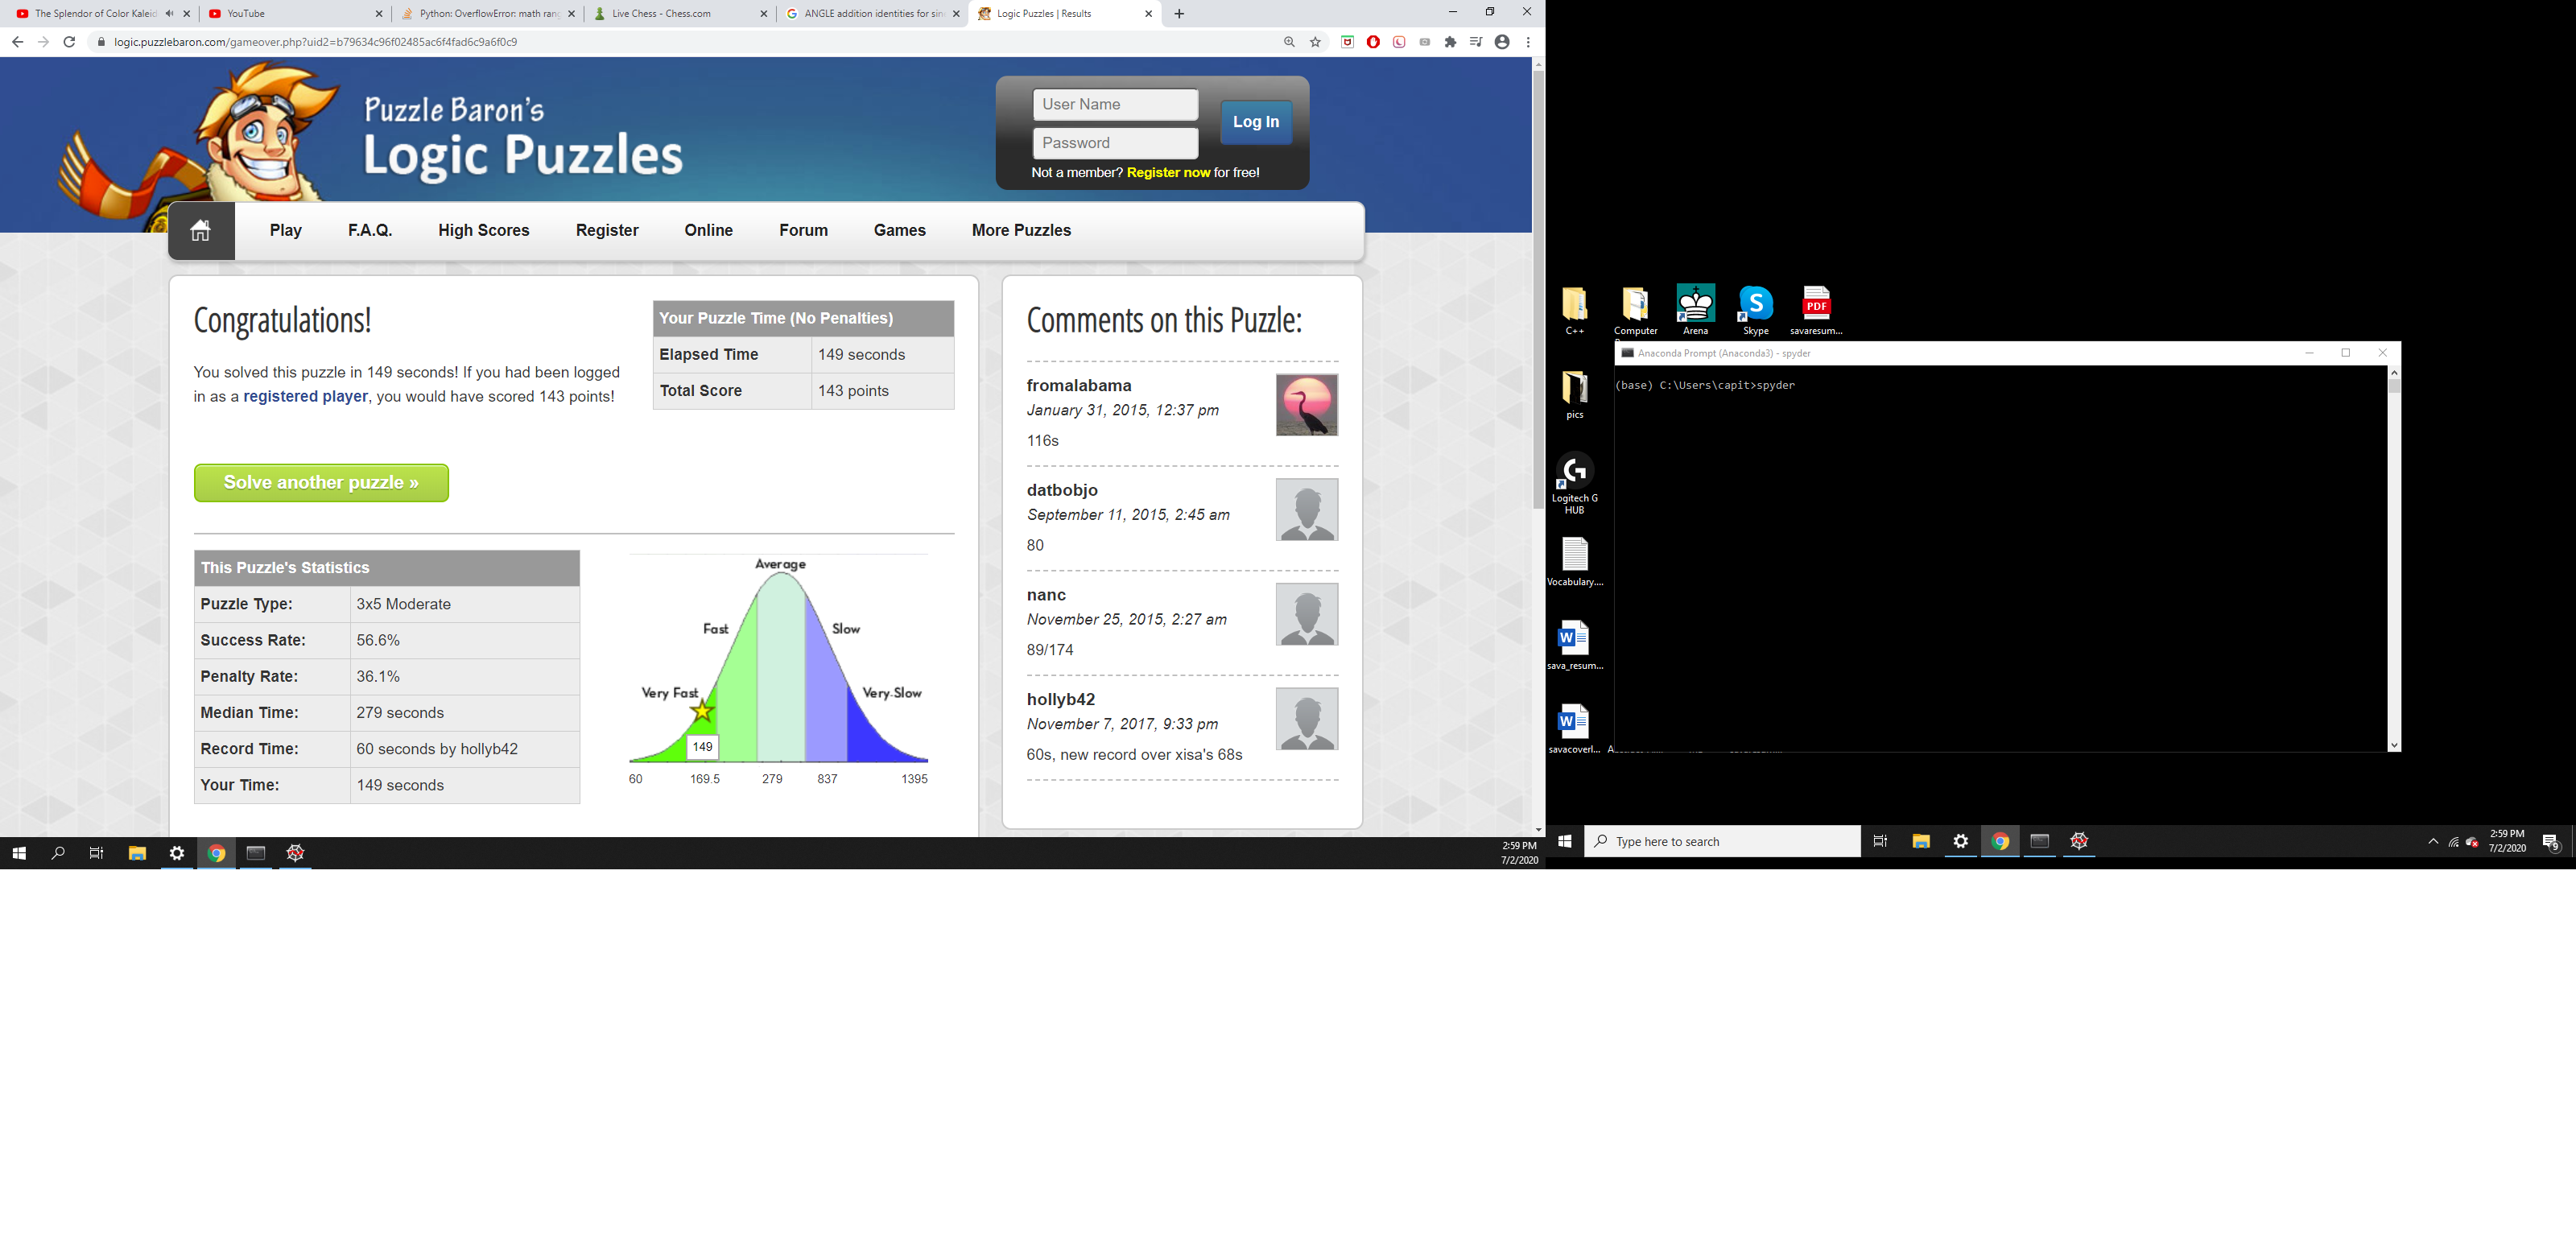 The Splendor of Color Kaleid
YouTube
Python: OverflowError: math rang
Live Chess - Chess.com
ANGLE addition identities for sin
Logic Puzzles | Results
logic.puzzlebaron.com/gameover.php?uid2=b79634c96f02485ac6f4fad6c9a6f0c9
Puzzle Baron's
Logic Puzzles
User Name
Password
Log In
Not a member? Register now for free!
Play
F.A.Q.
High Scores
Register
Online
Forum
Games
More Puzzles
Congratulations!
You solved this puzzle in 149 seconds! If you had been logged
in as a registered player, you would have scored 143 points!
Your Puzzle Time (No Penalties)
Elapsed Time 149 seconds
Total Score 143 points
Solve another puzzle »
This Puzzle's Statistics
Puzzle Type: 3x5 Moderate
Success Rate: 56.6%
Penalty Rate: 36.1%
Median Time: 279 seconds
Record Time: 60 seconds by hollyb42
Your Time: 149 seconds
Average
Fast
Slow
Very Fast
Very Slow
149
60 169.5 279 837 1395
Comments on this Puzzle:
fromalabama
January 31, 2015, 12:37 pm
116s
datbobjo
September 11, 2015, 2:45 am
80
nanc
November 25, 2015, 2:27 am
89/174
hollyb42
November 7, 2017, 9:33 pm
60s, new record over xisa's 68s
2:59 PM
7/2/2020
C++
Computer
Arena
Skype
PDF
savaresum...
pics
Logitech G
HUB
Vocabulary....
sava_resum...
savacoverl...
Anaconda Prompt (Anaconda3) - spyder
(base) C:\Users\capit>spyder
Type here to search
2:59 PM
7/2/2020
9